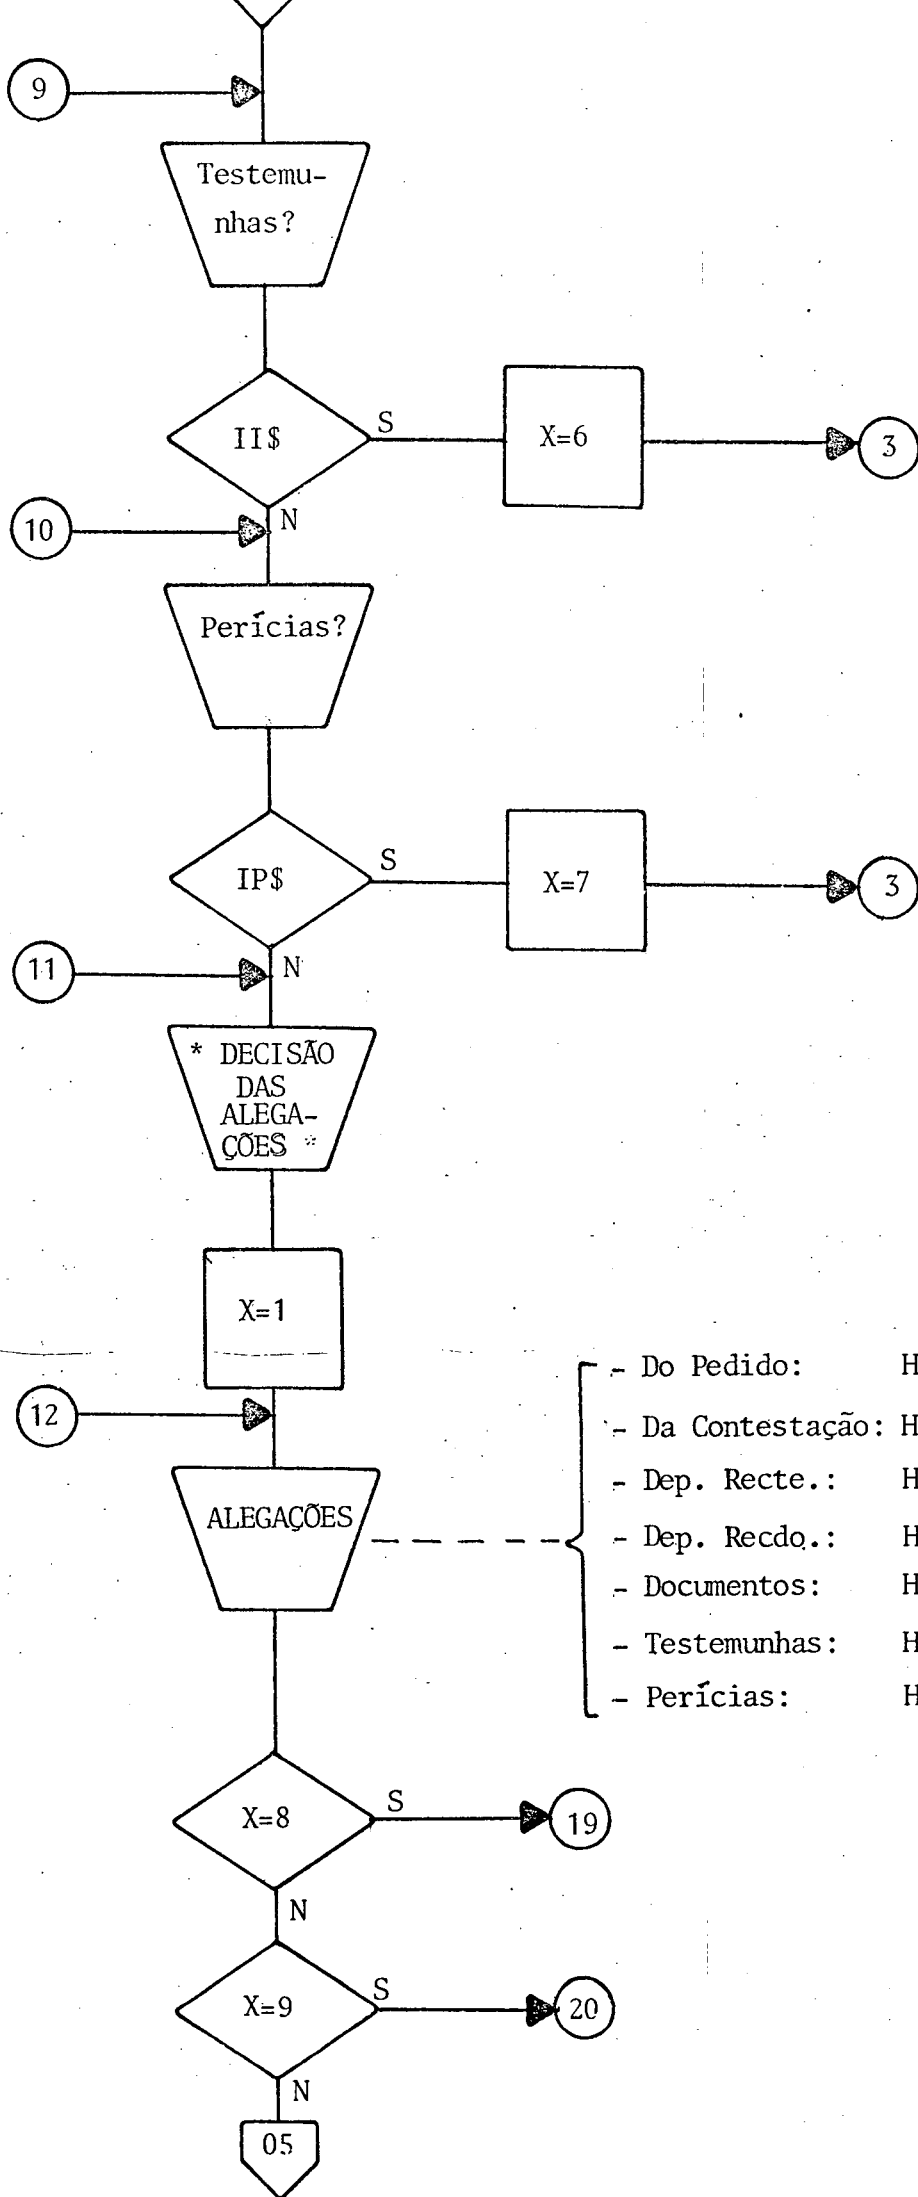 9
Testemu-
nhas?
II$
S
X=6
3
N
10
Perícias?
IP$
S
X=7
3
N
11
* DECISÃO
DAS
ALEGA-
ÇÕES *
X=1
12
- Do Pedido: H
- Da Contestação: H
- Dep. Recte.: H
ALEGAÇÕES
- Dep. Recdo.: H
- Documentos: H
- Testemunhas: H
- Perícias: H
X=8
S
19
N
X=9
S
20
N
05